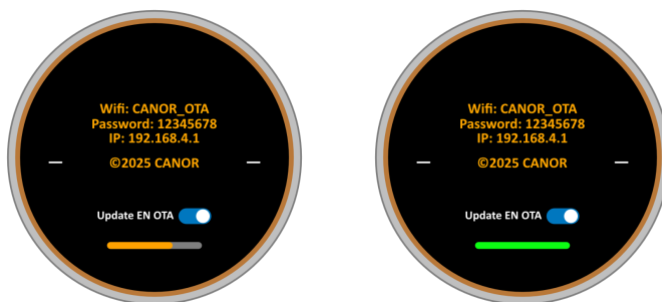 Wifi: CANOR_OTA
Password: 12345678
IP: 192.168.4.1
©2025 CANOR
Update EN OTA
Wifi: CANOR_OTA
Password: 12345678
IP: 192.168.4.1
©2025 CANOR
Update EN OTA